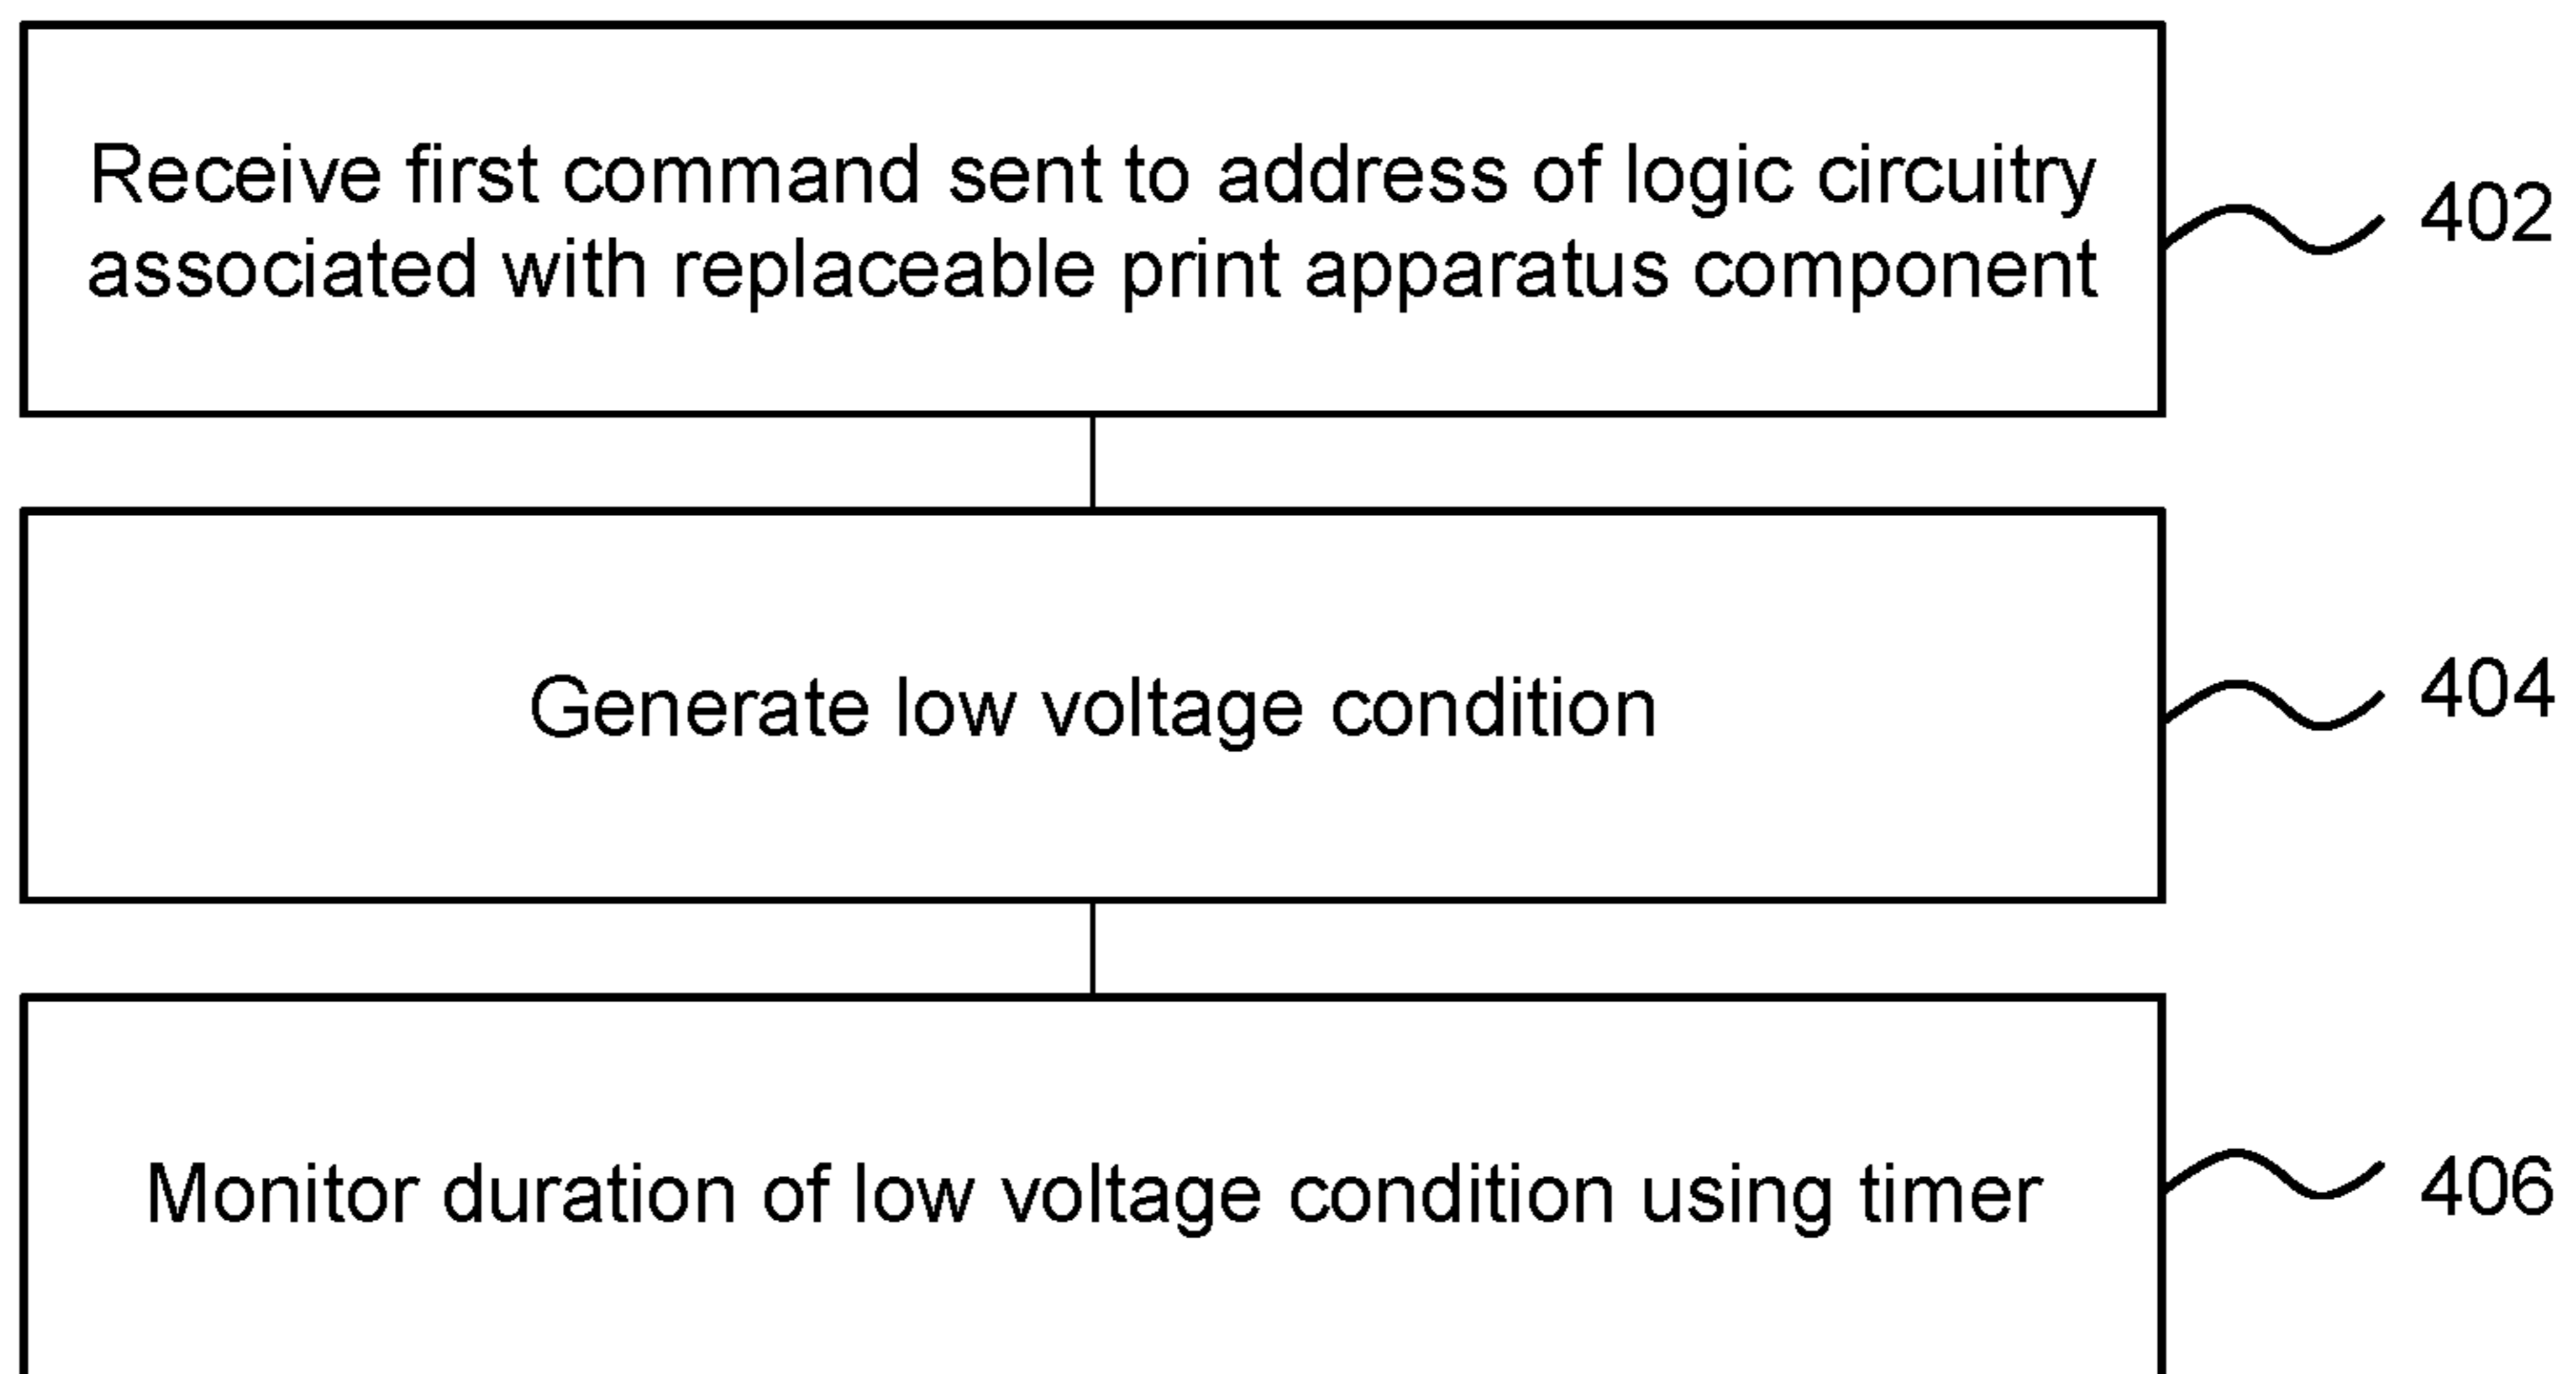 Receive first command sent to address of logic circuitry
associated with replaceable print apparatus component
402
Generate low voltage condition
404
Monitor duration of low voltage condition using timer
406